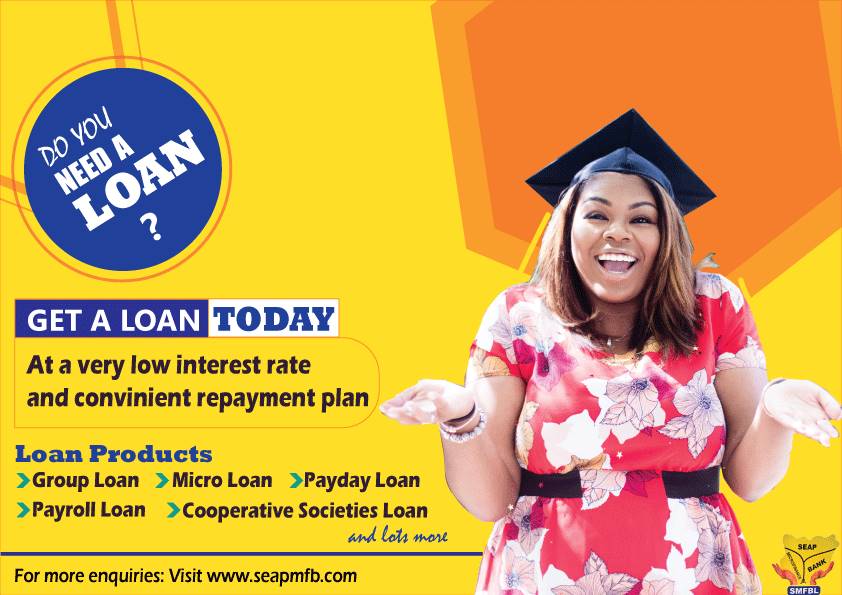 DO YOU
NEED A
LOAN
?
GET A LOAN TODAY
At a very low interest rate
and convinient repayment plan
Loan Products
Group Loan Micro Loan Payday Loan
Payroll Loan Cooperative Societies Loan
and lots more
For more enquiries: Visit www.seapmfb.com
SEAP
BANK
SMFBL